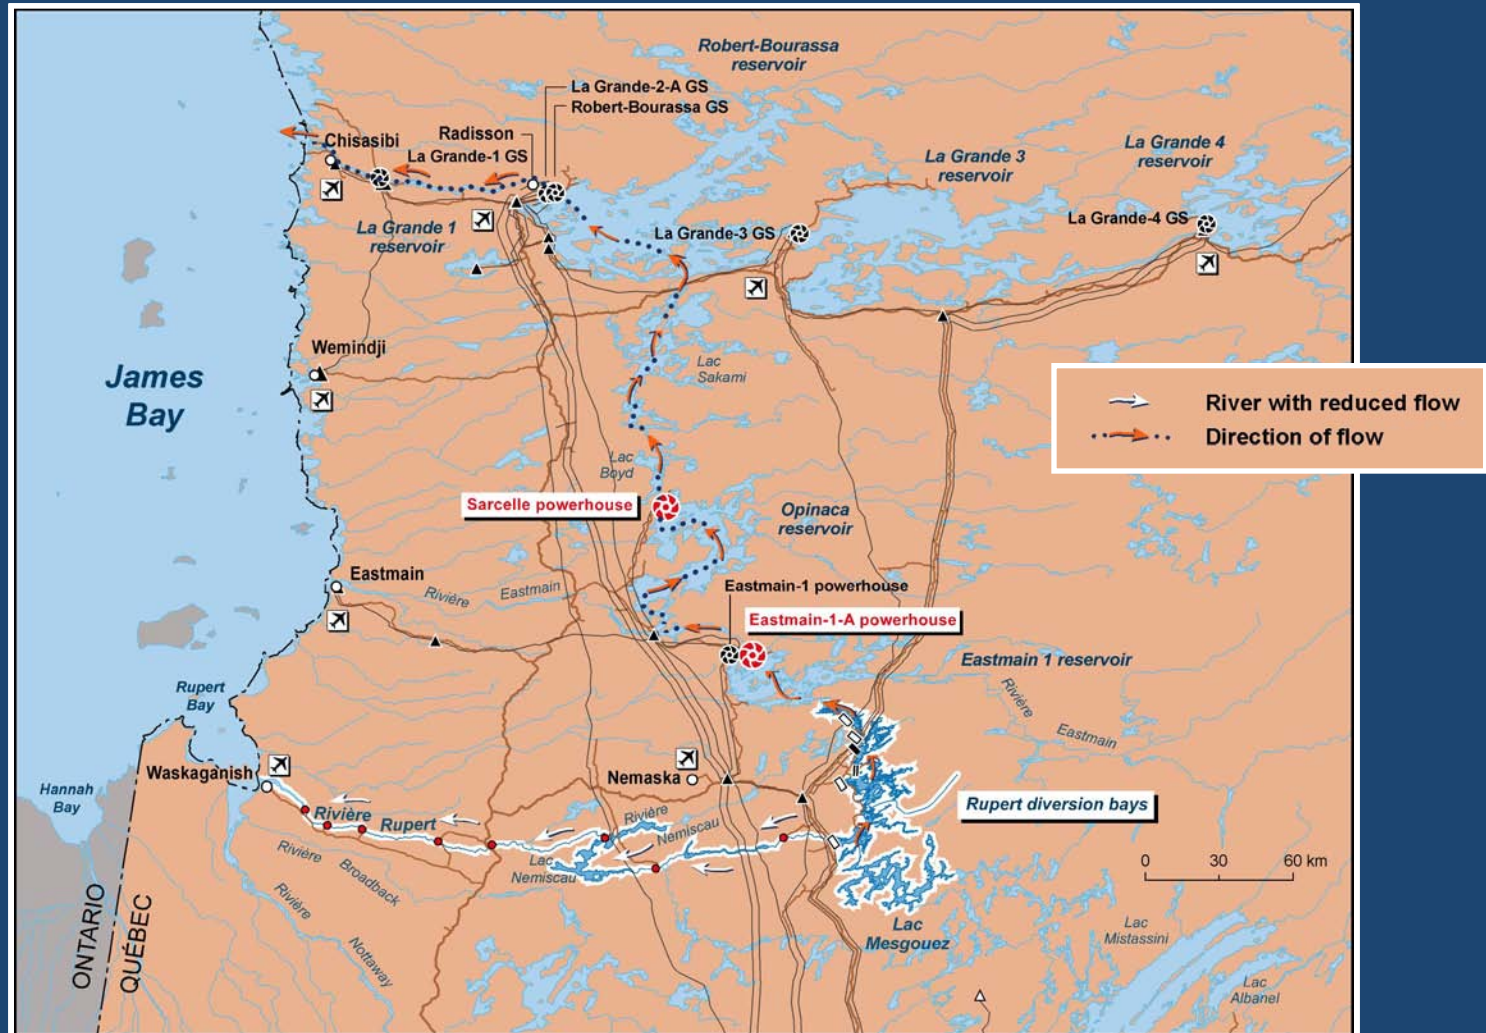 Robert-Bourassa
reservoir
La Grande-2-A GS
Robert-Bourassa GS
Chisasibi
Radisson
La Grande-1 GS
La Grande 3
reservoir
La Grande 4
reservoir
La Grande 1
reservoir
La Grande-3 GS
La Grande-4 GS
Wemindji
James
Bay
Lac
Sakami
River with reduced flow
Direction of flow
Lac
Boyd
Sarcelle powerhouse
Opinaca
reservoir
Eastmain
Rivière Eastmain
Eastmain-1 powerhouse
Eastmain-1-A powerhouse
Eastmain 1 reservoir
Rivière
Eastmain
Rupert
Bay
Waskaganish
Nemaska
Hannah
Bay
Rivière Rupert
Rivière
Nemiscau
Rupert diversion bays
Rivière
Broadback
Lac
Nemiscau
0 30 60 km
Rivière
Nottaway
Lac
Mesgouez
Lac
Mistassini
Lac
Albanel
ONTARIO
QUÉBEC